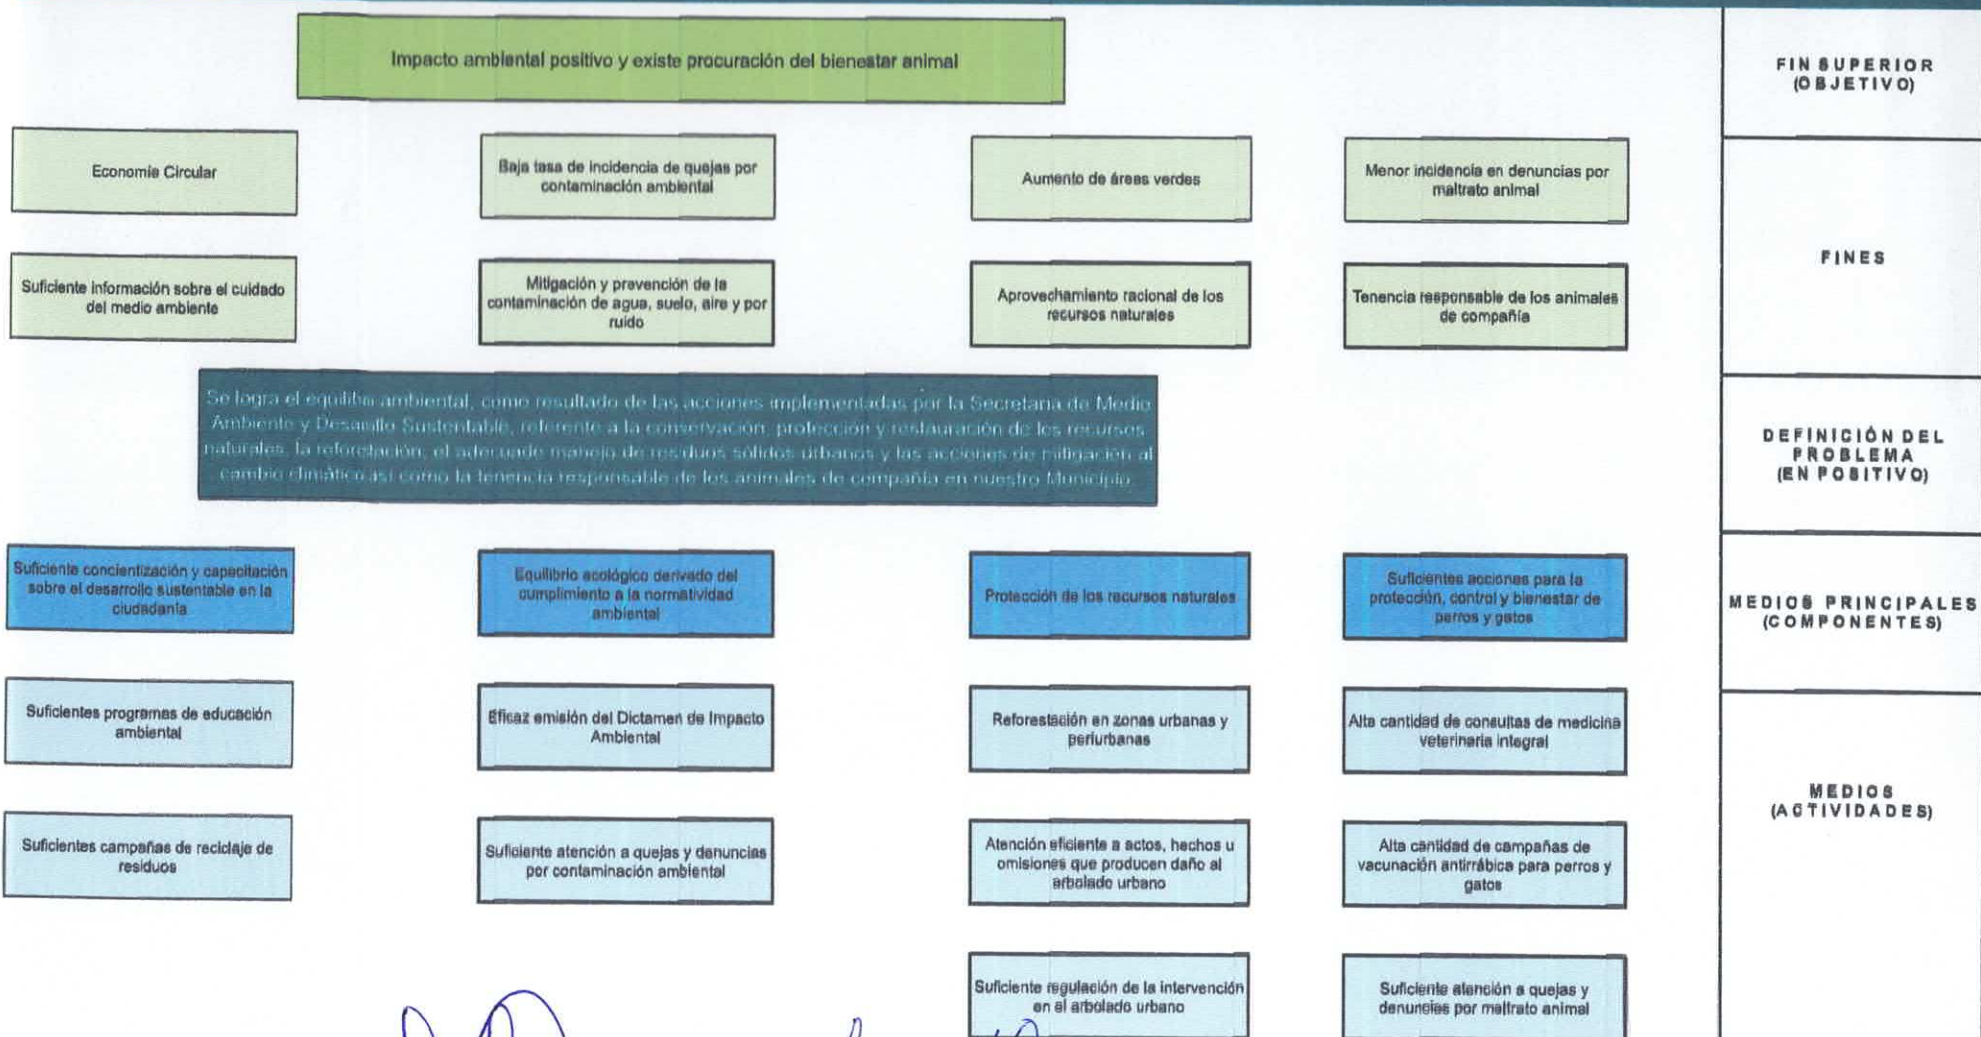 Impacto ambiental positivo y existe procuración del bienestar animal
FIN SUPERIOR
(OBJETIVO)
Economía Circular
Baja tasa de incidencia de quejas por
contaminación ambiental
Aumento de áreas verdes
Menor incidencia en denuncias por
maltrato animal
FINES
Suficiente información sobre el cuidado
del medio ambiente
Mitigación y prevención de la
contaminación de agua, suelo, aire y por
ruido
Aprovechamiento racional de los
recursos naturales
Tenencia responsable de los animales
de compañía
Se logra el equilibrio ambiental, como resultado de las acciones implementadas por la Secretaria de Medio
Ambiente y Desarrollo Sustentable, referente a la conservación, protección y restauración de los recursos
naturales, la reforestación, el adecuado manejo de residuos sólidos urbanos y las acciones de mitigación al
cambio climático así como la tenencia responsable de los animales de compañía en nuestro Municipio
DEFINICIÓN DEL
PROBLEMA
(EN POSITIVO)
Suficiente concientización y capacitación
sobre el desarrollo sustentable en la
ciudadanía
Equilibrio ecológico derivado del
cumplimiento a la normatividad
ambiental
Protección de los recursos naturales
Suficientes acciones para la
protección, control y bienestar de
perros y gatos
MEDIOS PRINCIPALES
(COMPONENTES)
Suficientes programas de educación
ambiental
Eficaz emisión del Dictamen de Impacto
Ambiental
Reforestación en zonas urbanas y
periurbanas
Alta cantidad de consultas de medicina
veterinaria integral
MEDIOS
(ACTIVIDADES)
Suficientes campañas de reciclaje de
residuos
Suficiente atención a quejas y denuncias
por contaminación ambiental
Atención eficiente a actos, hechos u
omisiones que producen daño al
arbolado urbano
Alta cantidad de campañas de
vacunación antirrábica para perros y
gatos
Suficiente regulación de la intervención
en el arbolado urbano
Suficiente atención a quejas y
denuncias por maltrato animal